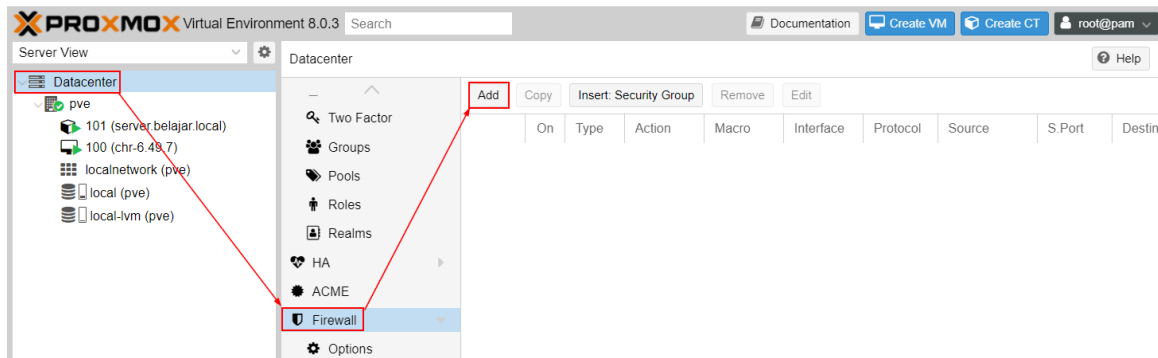 PROXMOX Virtual Environment 8.0.3 Search Documentation Create VM Create CT root@pam
Server View
Datacenter
Help
Datacenter
pve
101 (server.belajar.local)
100 (chr-6.49.7)
localnetwork (pve)
local (pve)
local-lvm (pve)
Two Factor
Groups
Pools
Roles
Realms
HA
ACME
Firewall
Options
Add Copy Insert: Security Group Remove Edit
On Type Action Macro Interface Protocol Source S.Port Destin